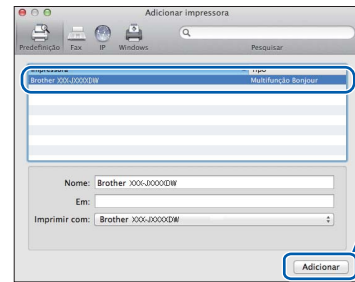 Adicionar impressora
Predefinição Fax IP Windows Pesquisar
Impressora Tipo
Brother XXX-JXXXXDW Multifunção Bonjour
Nome: Brother XXX-JXXXXDW
Em:
Imprimir com: Brother XXX-JXXXXDW
Adicionar